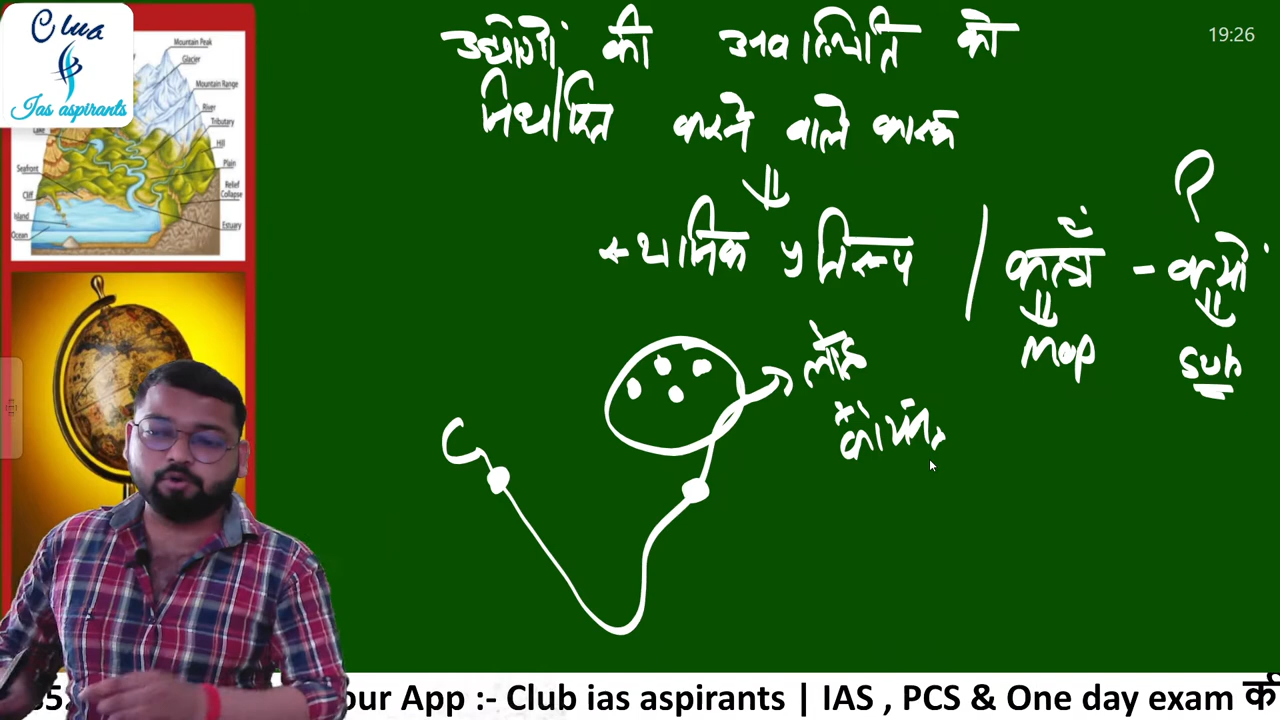 Clua
Ias aspirants
Mountain Peak
Glacier
Mountain Range
River
Tributary
Hill
Plain
Relief
Collapse
Estuary
Lake
Seafront
Cliff
Island
Ocean
19:26
उद्योगों की अवस्थिति को
निर्धारित करने वाले कारक
स्थानिक प्रतिरूप
कहाँ - क्यों
?
Map
Sub
लोह
कोयला
our App :- Club ias aspirants | IAS , PCS & One day exam की